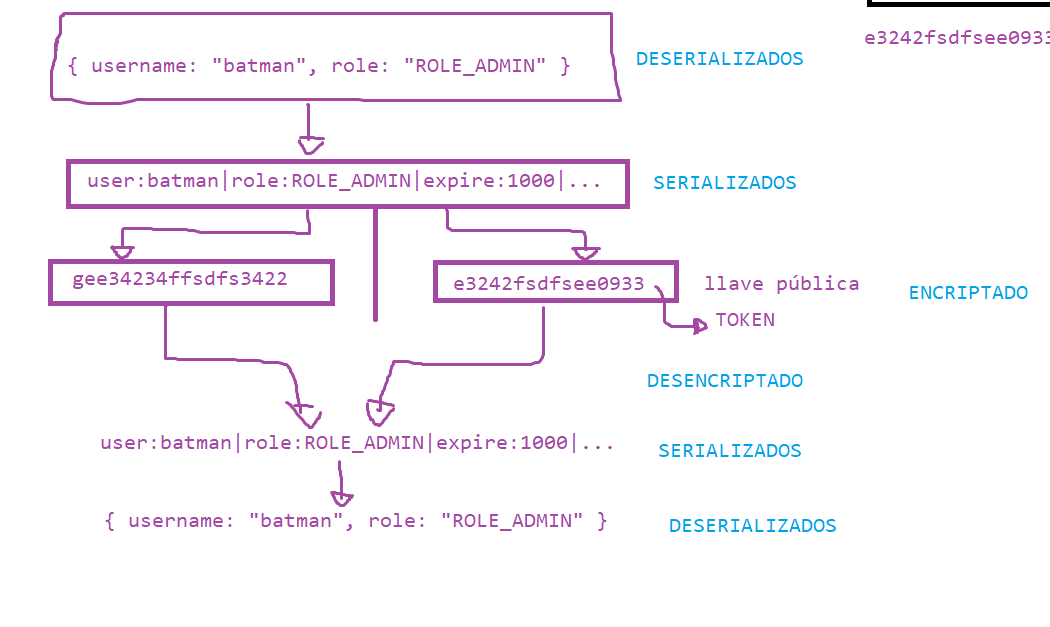 e3242fsdfsee0933
{ username: "batman", role: "ROLE_ADMIN" }
DESERIALIZADOS
user:batman|role:ROLE_ADMIN|expire:1000|...
SERIALIZADOS
gee34234ffsdfs3422
e3242fsdfsee0933
llave pública
ENCRIPTADO
TOKEN
DESENCRIPTADO
user:batman|role:ROLE_ADMIN|expire:1000|...
SERIALIZADOS
{ username: "batman", role: "ROLE_ADMIN" }
DESERIALIZADOS